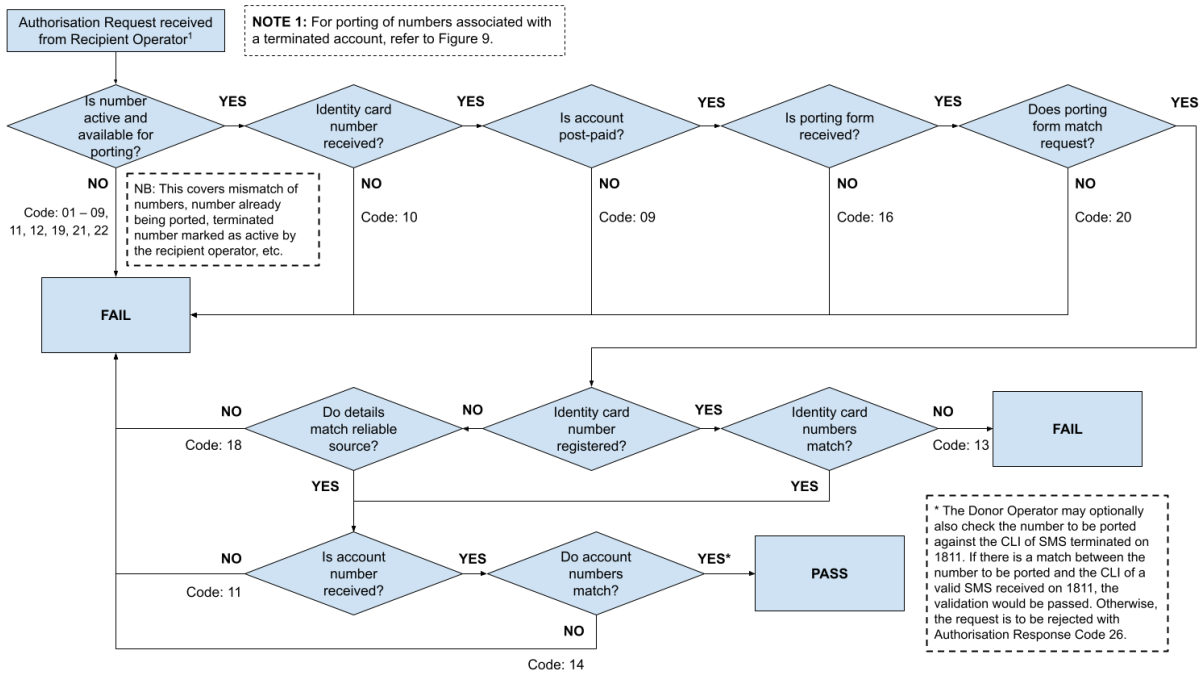 Authorisation Request received
from Recipient Operator1
NOTE 1: For porting of numbers associated with
a terminated account, refer to Figure 9.
Is number
active and
available for
porting?
YES
Identity card
number
received?
YES
Is account
post-paid?
YES
Is porting form
received?
YES
Does porting
form match
request?
YES
NO
Code: 01 – 09,
11, 12, 19, 21, 22
NB: This covers mismatch of
numbers, number already
being ported, terminated
number marked as active by
the recipient operator, etc.
NO
Code: 10
NO
Code: 09
NO
Code: 16
NO
Code: 20
FAIL
NO
Code: 18
Do details
match reliable
source?
NO
Identity card
number
registered?
YES
Identity card
numbers
match?
NO
Code: 13
FAIL
YES
YES
NO
Code: 11
Is account
number
received?
YES
Do account
numbers
match?
YES*
PASS
NO
Code: 14
* The Donor Operator may optionally
also check the number to be ported
against the CLI of SMS terminated on
1811. If there is a match between the
number to be ported and the CLI of a
valid SMS received on 1811, the
validation would be passed. Otherwise,
the request is to be rejected with
Authorisation Response Code 26.